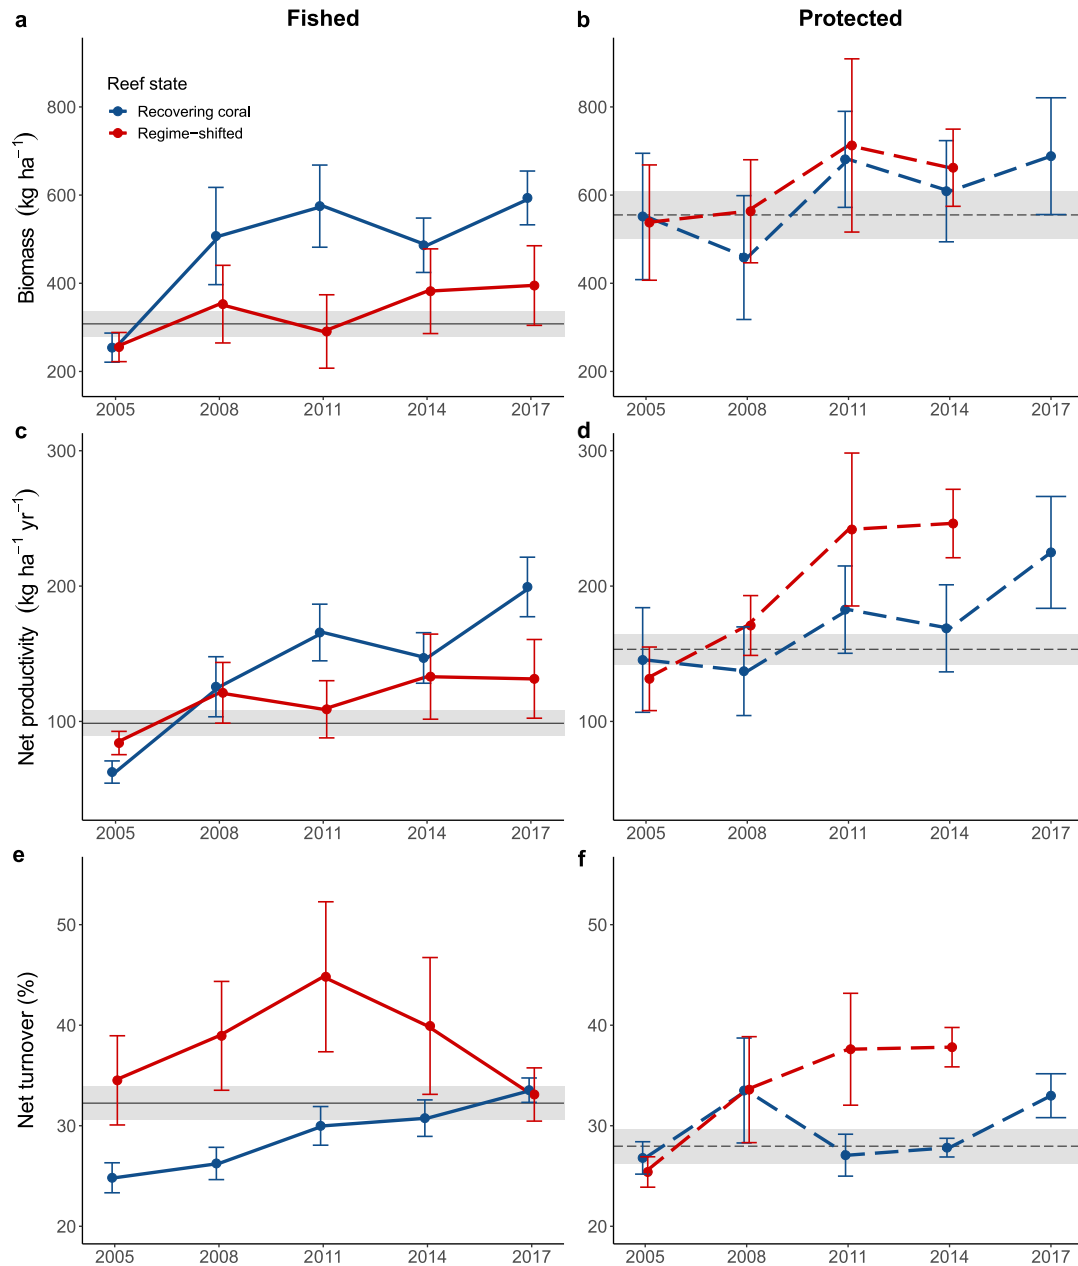 a
Fished
b
Protected
Reef state
Recovering coral
Regime−shifted
Biomass (kg ha−1)
800
600
400
200
2005 2008 2011 2014 2017
800
600
400
200
2005 2008 2011 2014 2017
c
d
Net productivity (kg ha−1 yr−1)
300
200
100
2005 2008 2011 2014 2017
300
200
100
2005 2008 2011 2014 2017
e
f
Net turnover (%)
50
40
30
20
2005 2008 2011 2014 2017
50
40
30
20
2005 2008 2011 2014 2017